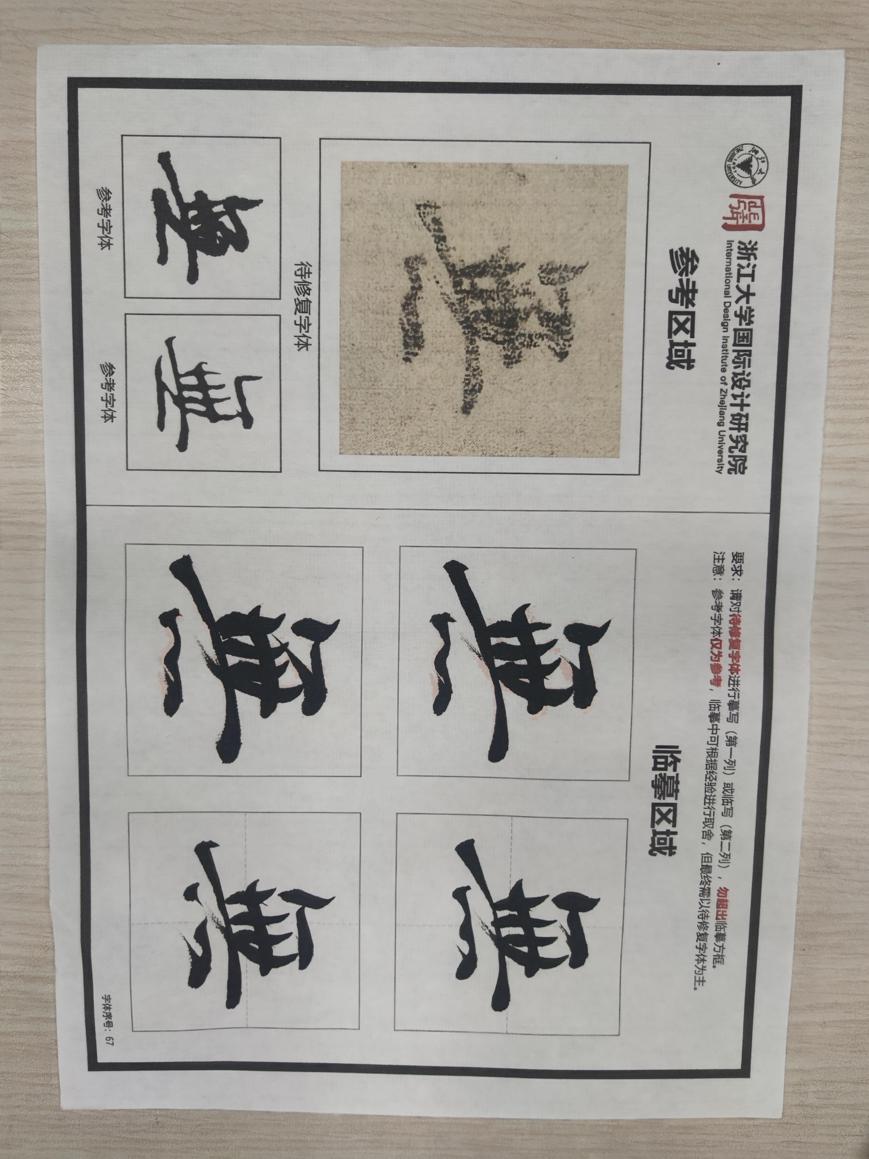 浙江大学国际设计研究院
International Design Institute of Zhejiang University
参考区域
無
待修复字体
無
無
参考字体
参考字体
要求：请对待修复字体进行摹写（第一列）或临写（第二列），勿超出临摹方框。
注意：参考字体仅为参考，临摹中可根据经验进行取舍，但最终需以待修复字体为主。
临摹区域
無
無
無
無
字体序号：67